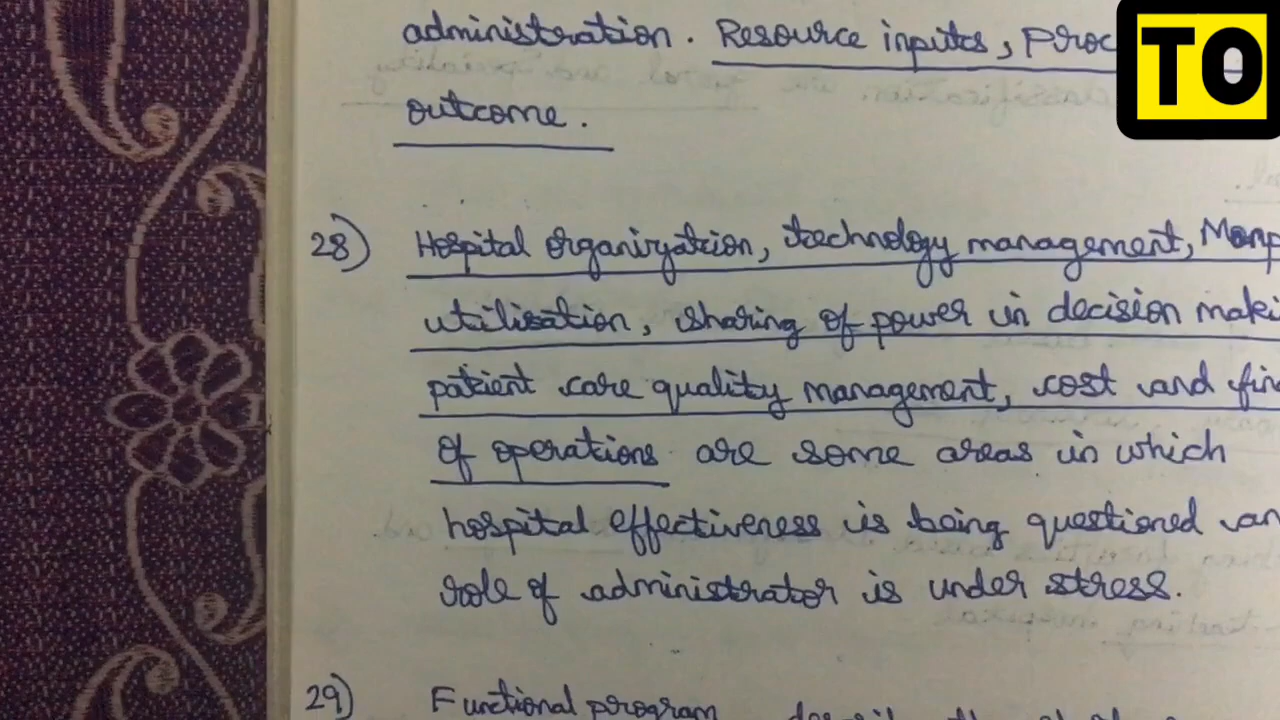 administration. Resource inputs, Proc
TO
outcome.
28) Hospital organization, technology management, Manp
utilisation, sharing of power in decision maki
patient care quality management, cost and fin
of operations are some areas in which
hospital effectiveness is being questioned an
role of administrator is under stress.
29) Functional program